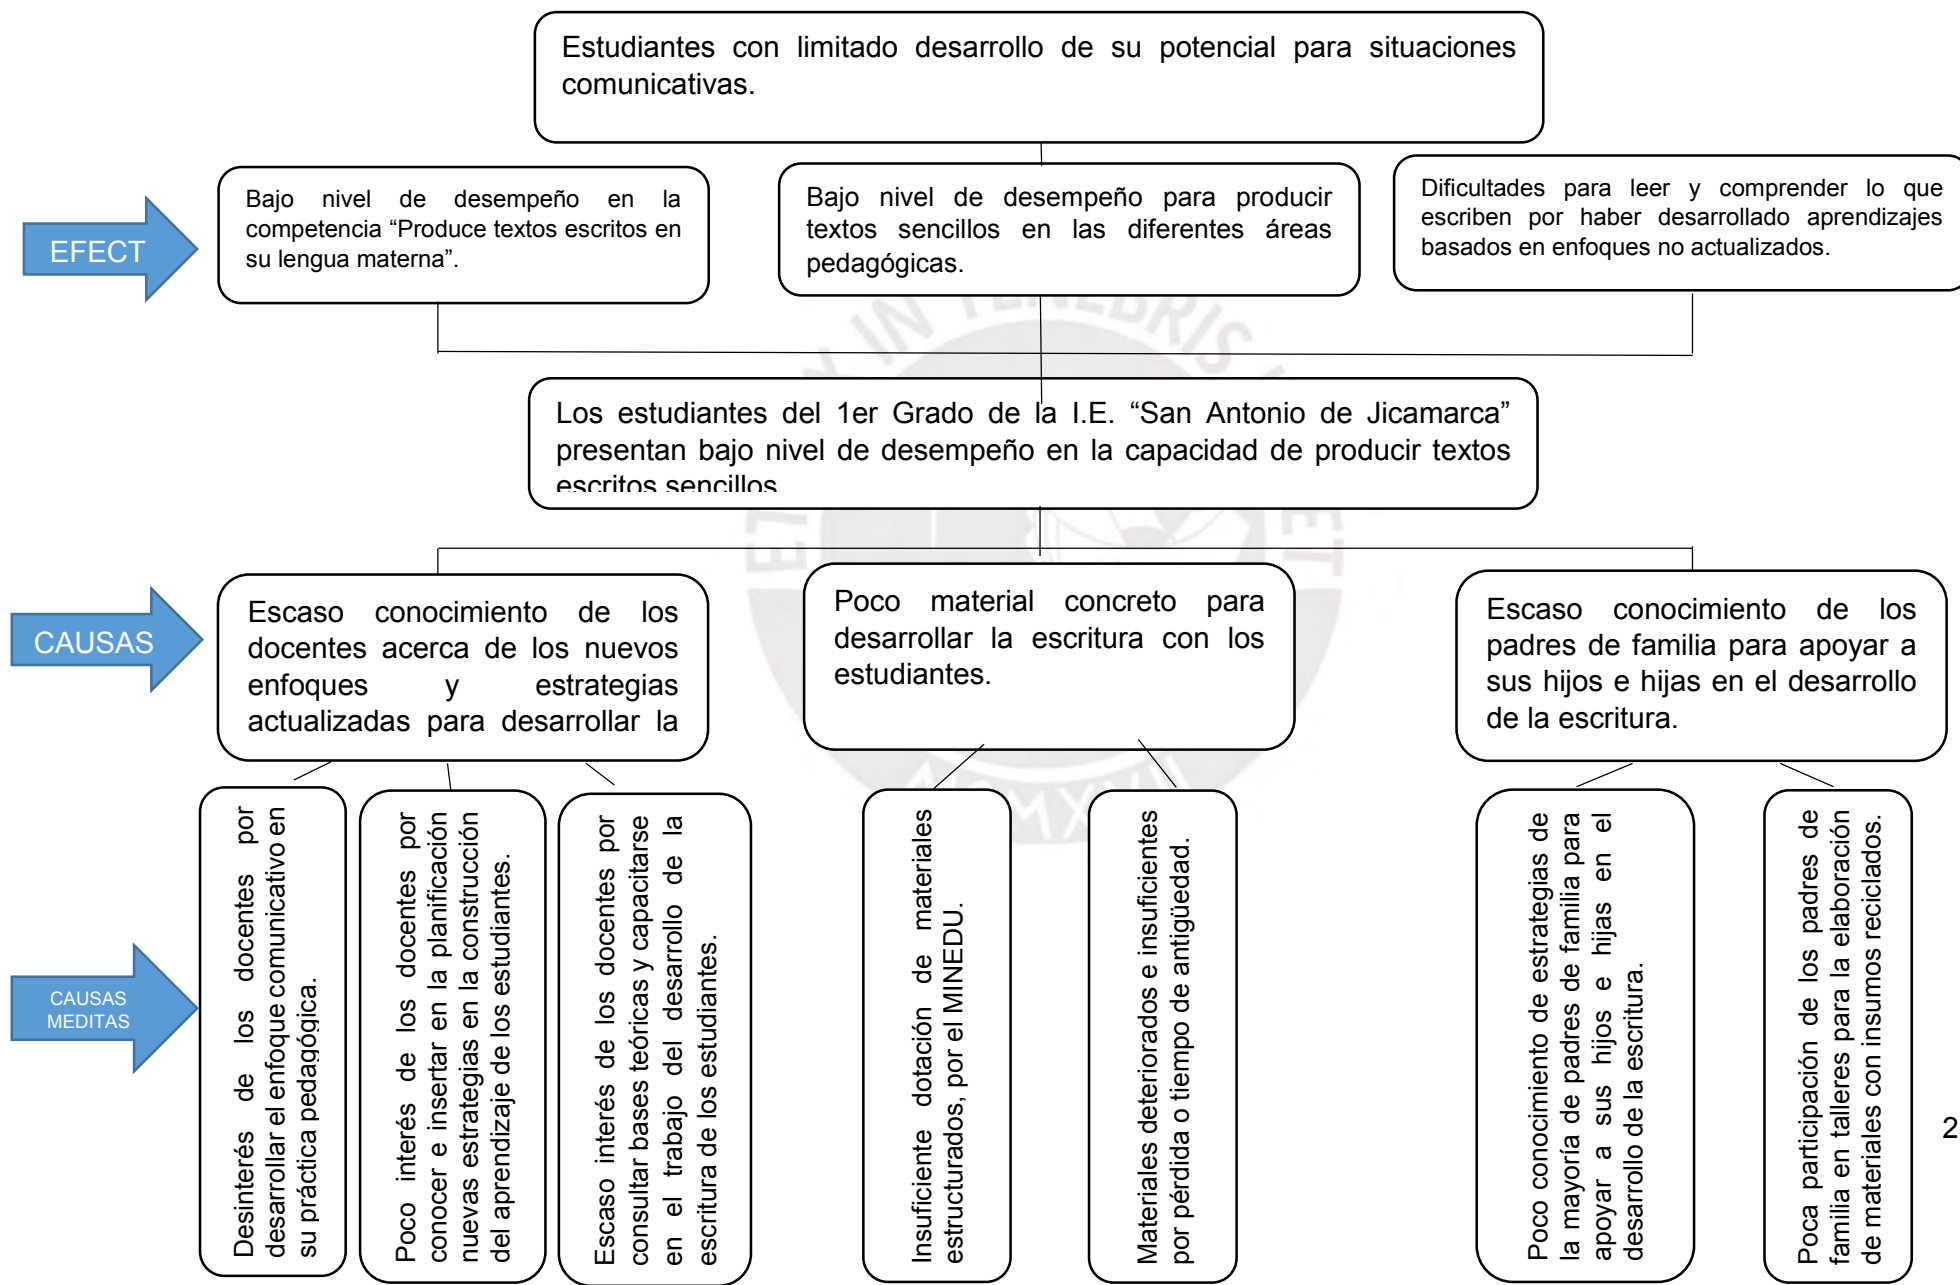 Estudiantes con limitado desarrollo de su potencial para situaciones
comunicativas.
EFECT
Bajo nivel de desempeño en la
competencia “Produce textos escritos en
su lengua materna”.
Bajo nivel de desempeño para producir
textos sencillos en las diferentes áreas
pedagógicas.
Dificultades para leer y comprender lo que
escriben por haber desarrollado aprendizajes
basados en enfoques no actualizados.
Los estudiantes del 1er Grado de la I.E. “San Antonio de Jicamarca”
presentan bajo nivel de desempeño en la capacidad de producir textos
escritos sencillos
CAUSAS
Escaso conocimiento de los
docentes acerca de los nuevos
enfoques y estrategias
actualizadas para desarrollar la
Poco material concreto para
desarrollar la escritura con los
estudiantes.
Escaso conocimiento de los
padres de familia para apoyar a
sus hijos e hijas en el desarrollo
de la escritura.
CAUSAS
MEDITAS
Desinterés de los docentes por
desarrollar el enfoque comunicativo en
su práctica pedagógica.
Poco interés de los docentes por
conocer e insertar en la planificación
nuevas estrategias en la construcción
del aprendizaje de los estudiantes.
Escaso interés de los docentes por
consultar bases teóricas y capacitarse
en el trabajo del desarrollo de la
escritura de los estudiantes.
Insuficiente dotación de materiales
estructurados, por el MINEDU.
Materiales deteriorados e insuficientes
por pérdida o tiempo de antigüedad.
Poco conocimiento de estrategias de
la mayoría de padres de familia para
apoyar a sus hijos e hijas en el
desarrollo de la escritura.
Poca participación de los padres de
familia en talleres para la elaboración
de materiales con insumos reciclados.
2